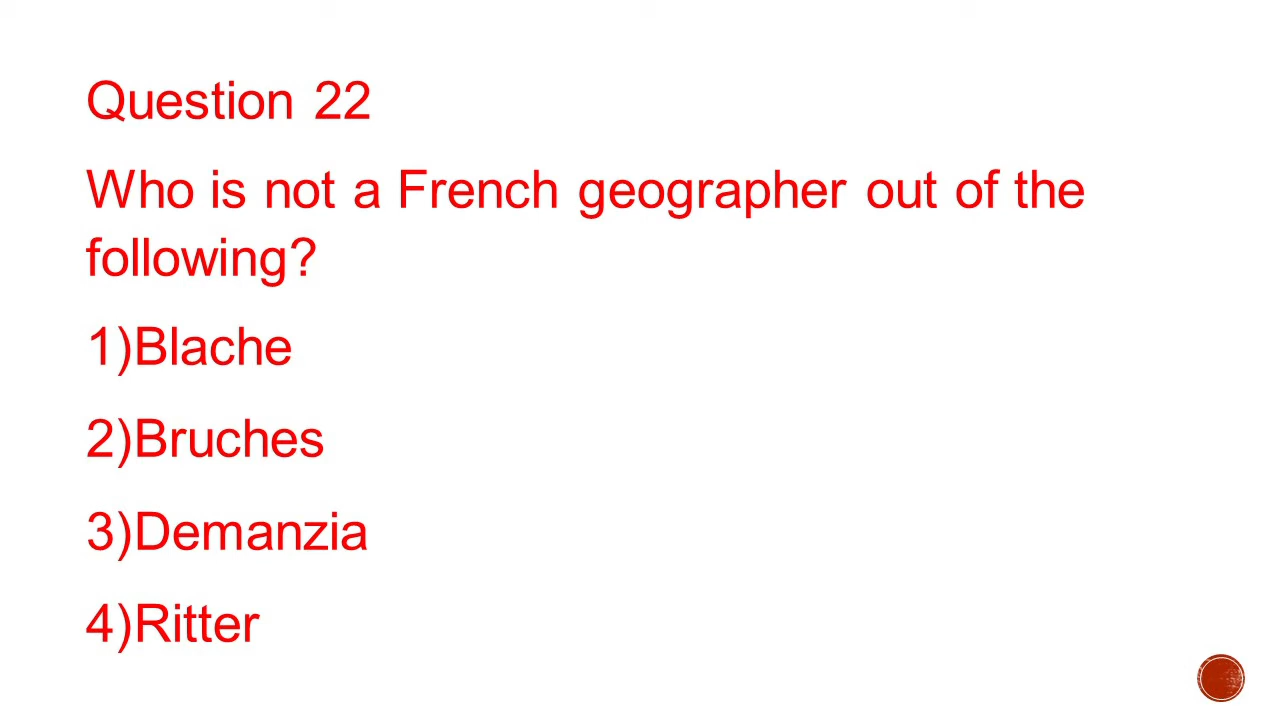 Question 22
Who is not a French geographer out of the
following?
1)Blache
2)Bruches
3)Demanzia
4)Ritter